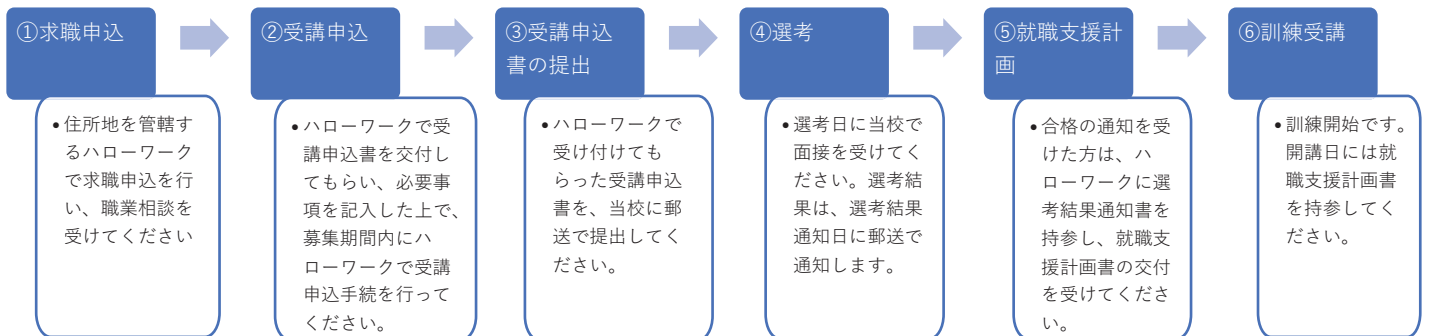 ①求職申込
• 住所地を管轄す
るハローワーク
で求職申込を行
い、職業相談を
受けてください
②受講申込
• ハローワークで受
講申込書を交付し
てもらい、必要事
項を記入した上で、
募集期間内にハ
ローワークで受講
申込手続を行って
ください。
③受講申込
書の提出
• ハローワークで
受け付けても
らった受講申込
書を、当校に郵
送で提出してく
ださい。
④選考
• 選考日に当校で
面接を受けてく
ださい。選考結
果は、選考結果
通知日に郵送で
通知します。
⑤就職支援計
画
• 合格の通知を受
けた方は、ハ
ローワークに選
考結果通知書を
持参し、就職支
援計画書の交付
を受けてくださ
い。
⑥訓練受講
• 訓練開始です。
開講日には就
職支援計画書
を持参してく
ださい。